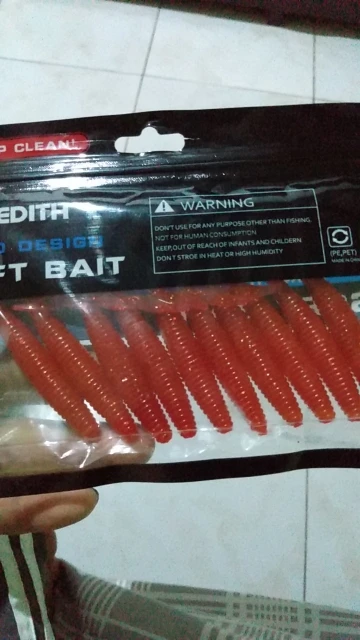 P CLEAN!
EDITH
DESIGN
FT BAIT
WARNING
DON'T USE FOR ANY PURPOSE OTHER THAN FISHING.
NOT FOR HUMAN CONSUMPTION
KEEP,OUT OF REACH OF INFANTS AND CHILDERN
DON T STROE IN HEAT OR HIGH HUMIDITY
(PE,PET)
MADE IN CHINA